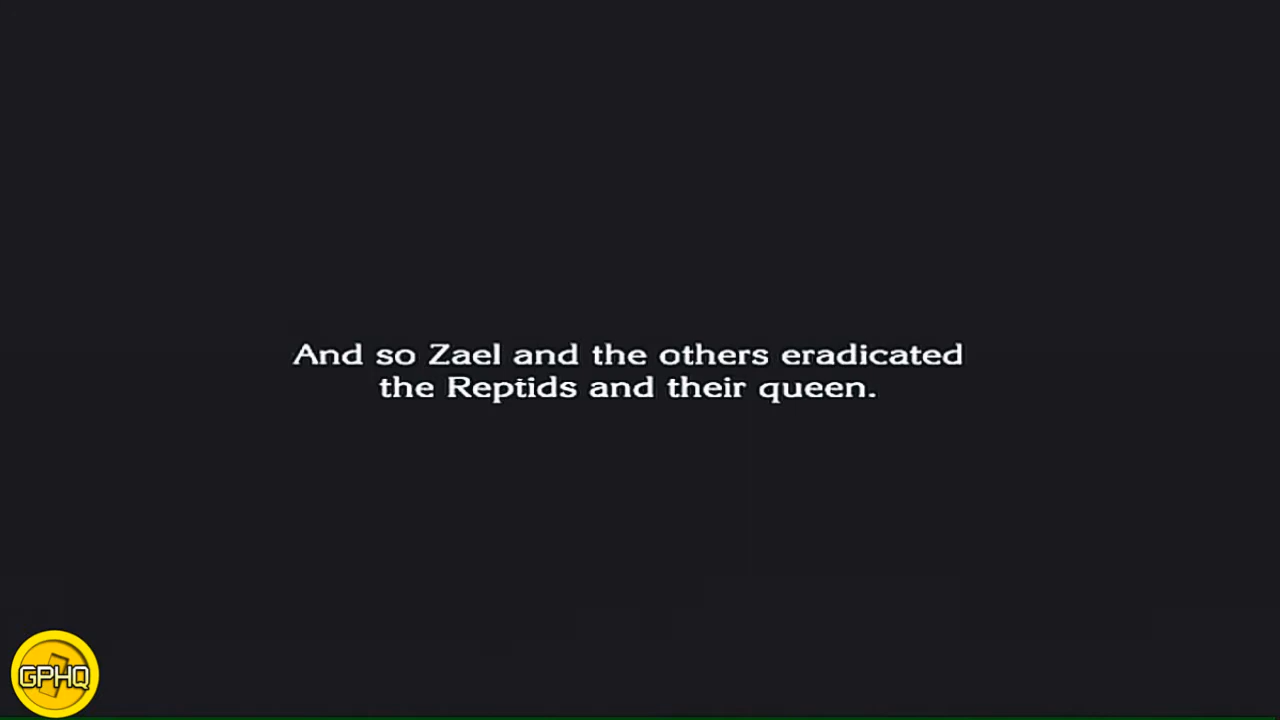 And so Zael and the others eradicated
the Reptids and their queen.
GPHQ